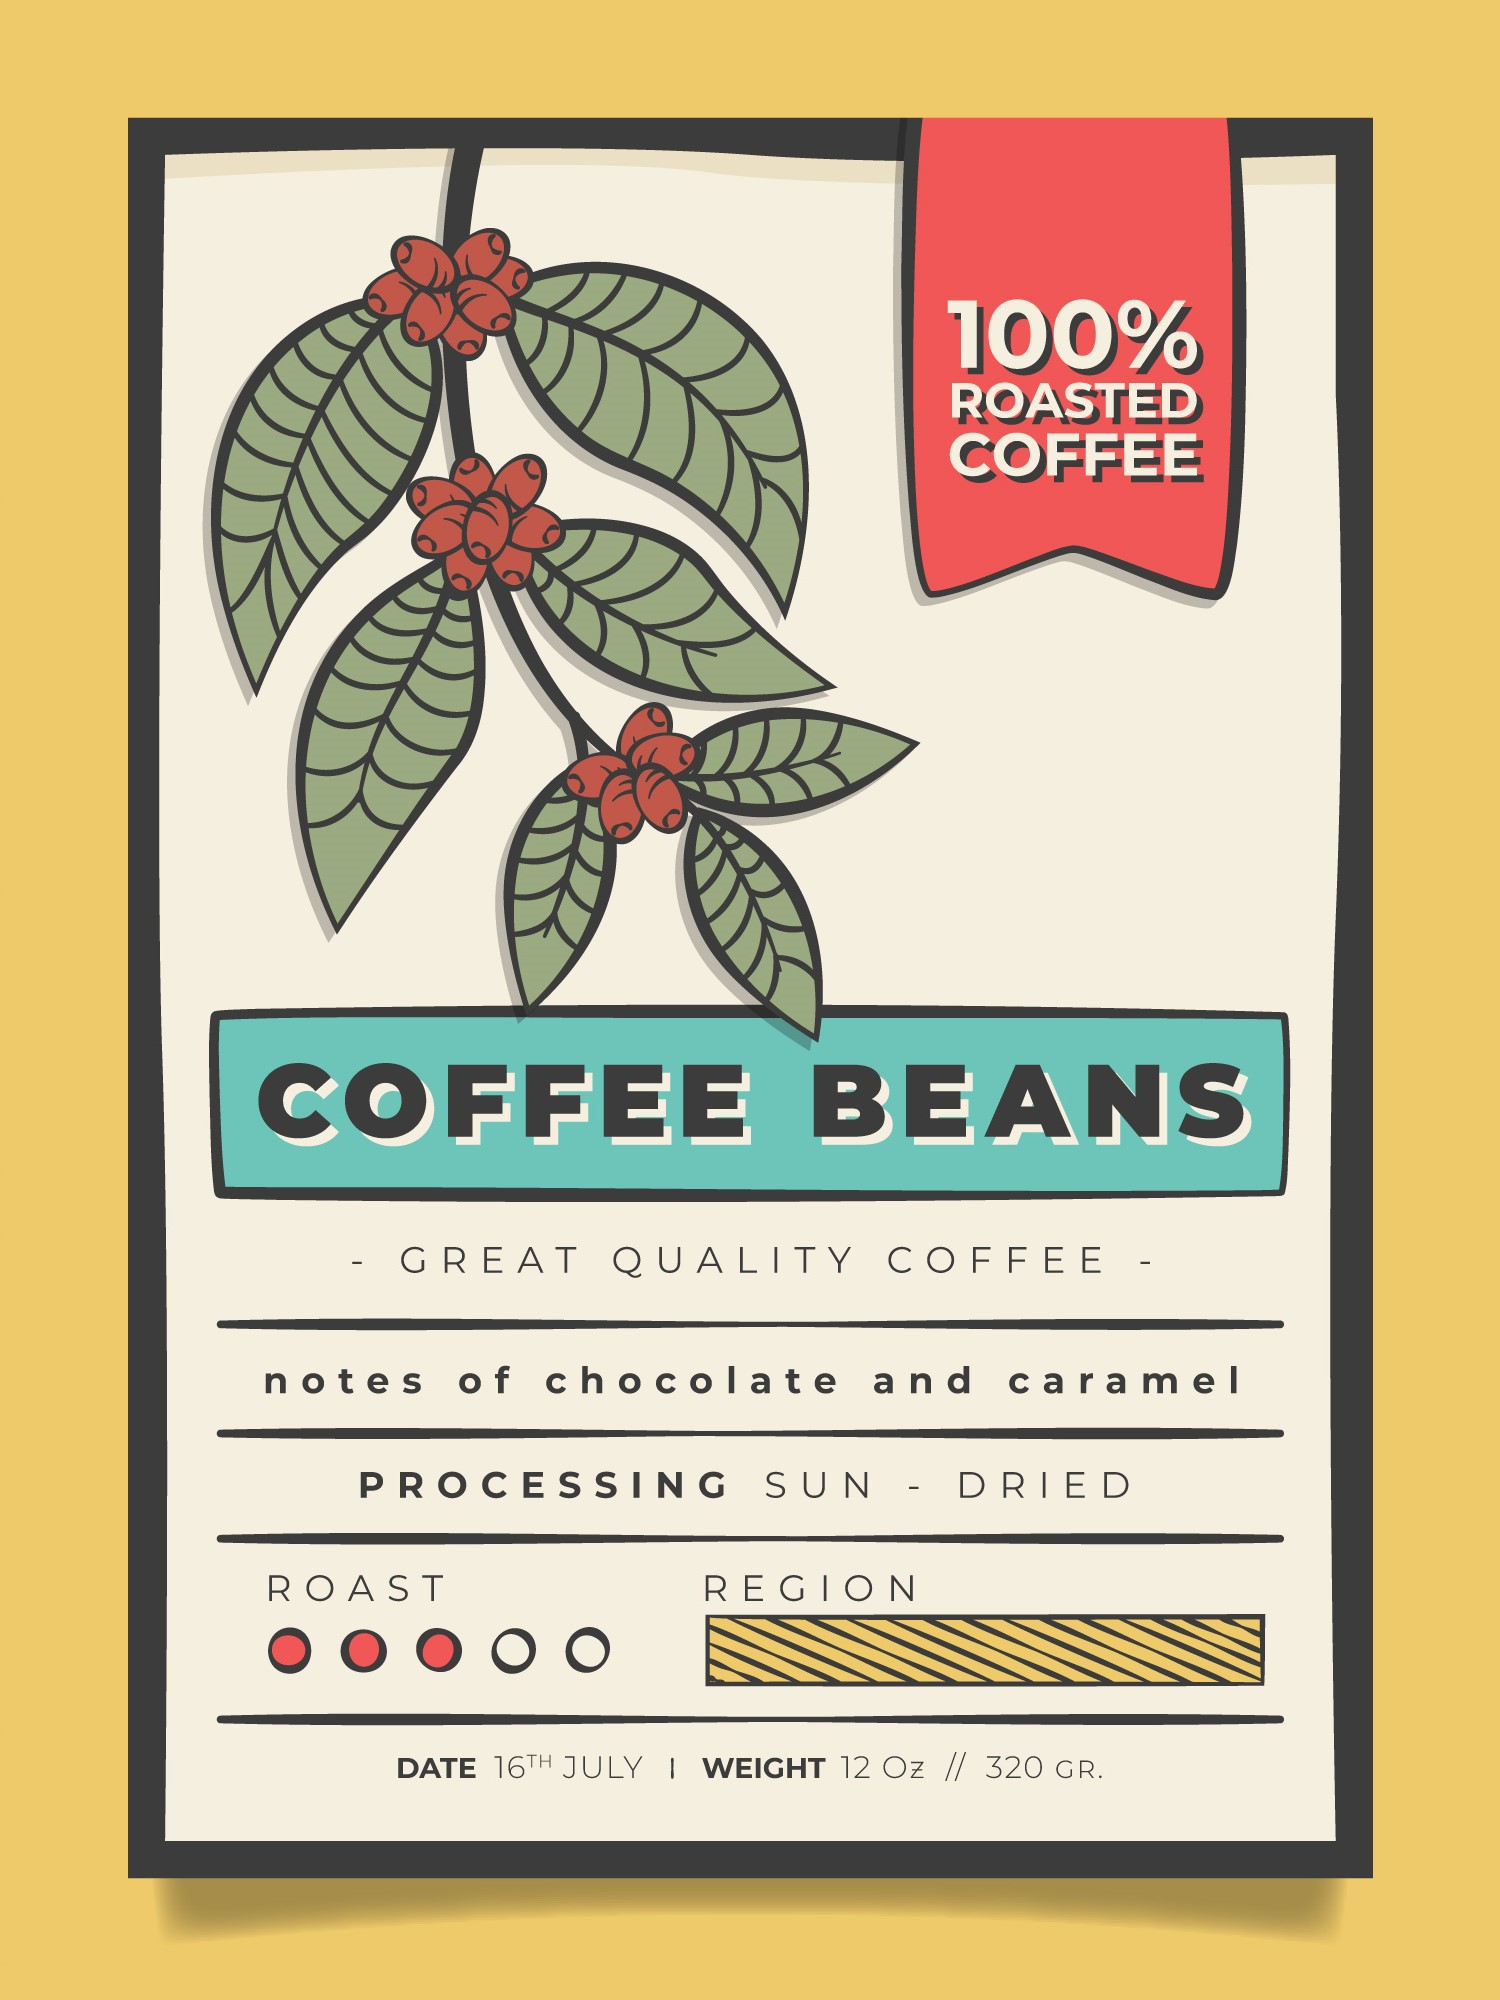 100%
ROASTED
COFFEE
COFFEE BEANS
- GREAT QUALITY COFFEE -
notes of chocolate and caramel
PROCESSING SUN - DRIED
ROAST
REGION
DATE 16TH JULY | WEIGHT 12 Oz // 320 GR.